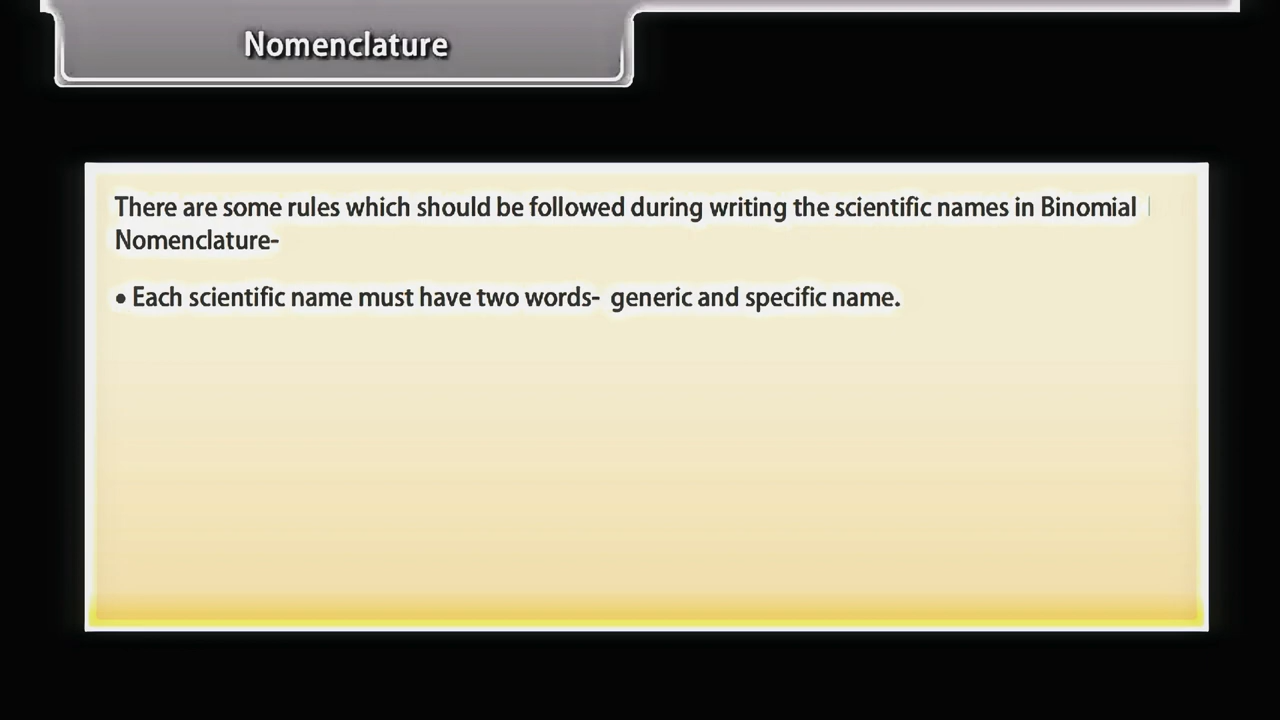 Nomenclature
There are some rules which should be followed during writing the scientific names in Binomial
Nomenclature-
• Each scientific name must have two words- generic and specific name.